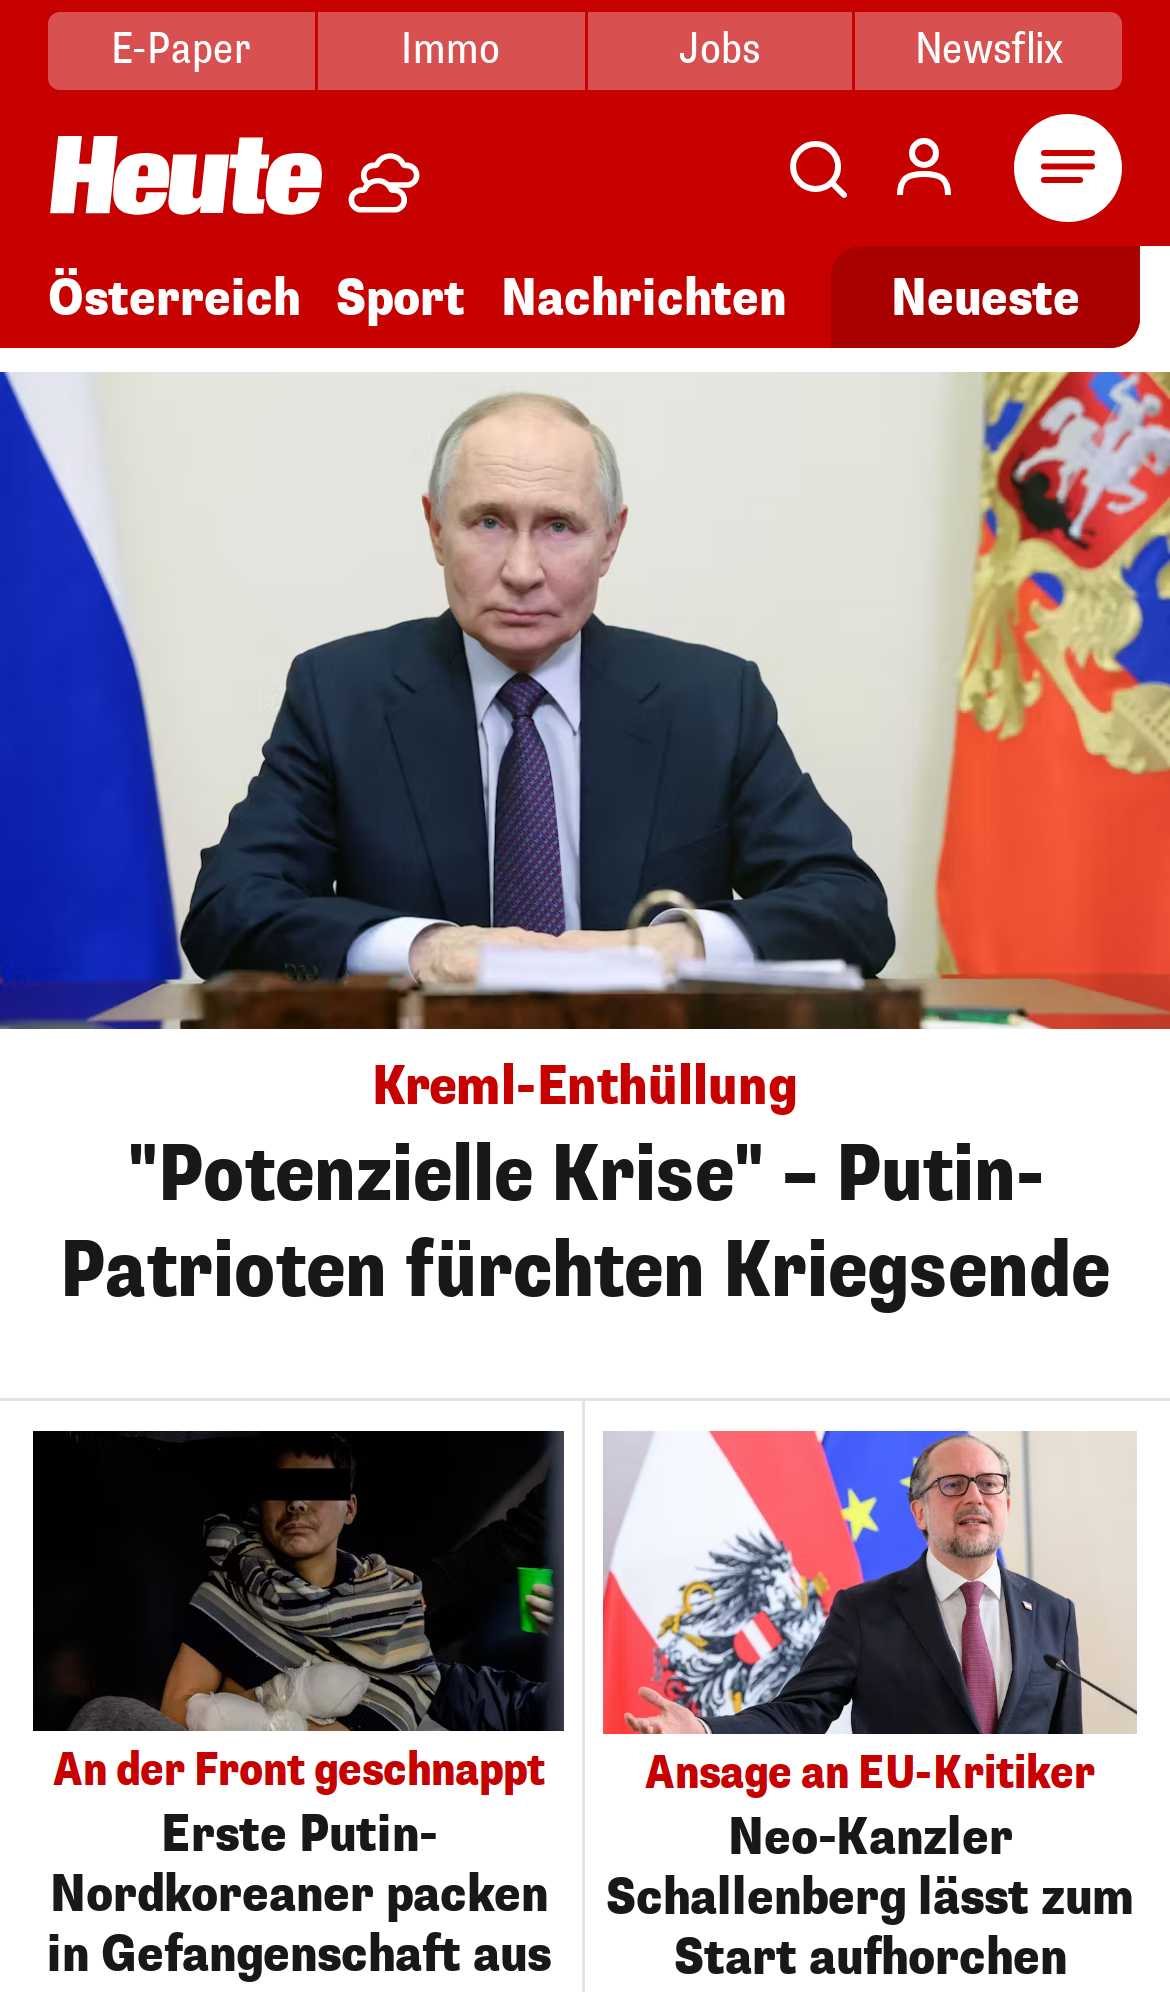 E-Paper
Immo
Jobs
Newsflix
Heute
Österreich
Sport
Nachrichten
Neueste
Kreml-Enthüllung
"Potenzielle Krise" – Putin-
Patrioten fürchten Kriegsende
An der Front geschnappt
Erste Putin-
Nordkoreaner packen
in Gefangenschaft aus
Ansage an EU-Kritiker
Neo-Kanzler
Schallenberg lässt zum
Start aufhorchen